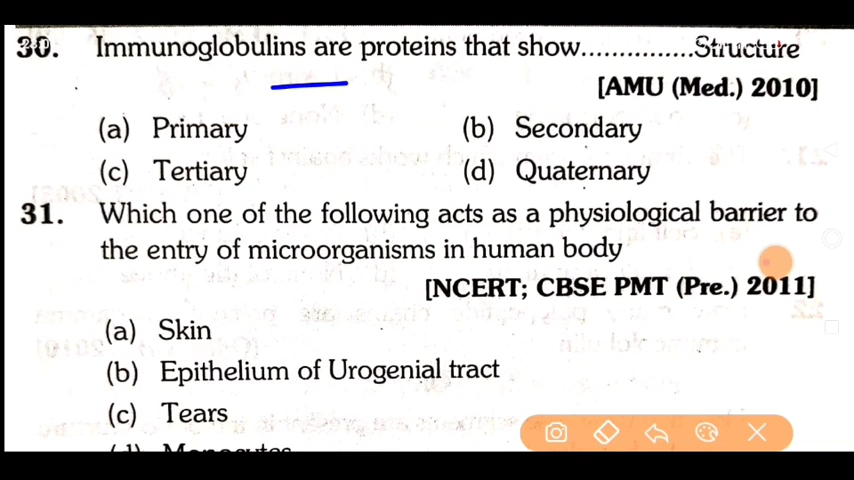 30. Immunoglobulins are proteins that show...............Structure
[AMU (Med.) 2010]
(a) Primary (b) Secondary
(c) Tertiary (d) Quaternary
31. Which one of the following acts as a physiological barrier to
the entry of microorganisms in human body
[NCERT; CBSE PMT (Pre.) 2011]
(a) Skin
(b) Epithelium of Urogenial tract
(c) Tears
(d) Monocytes